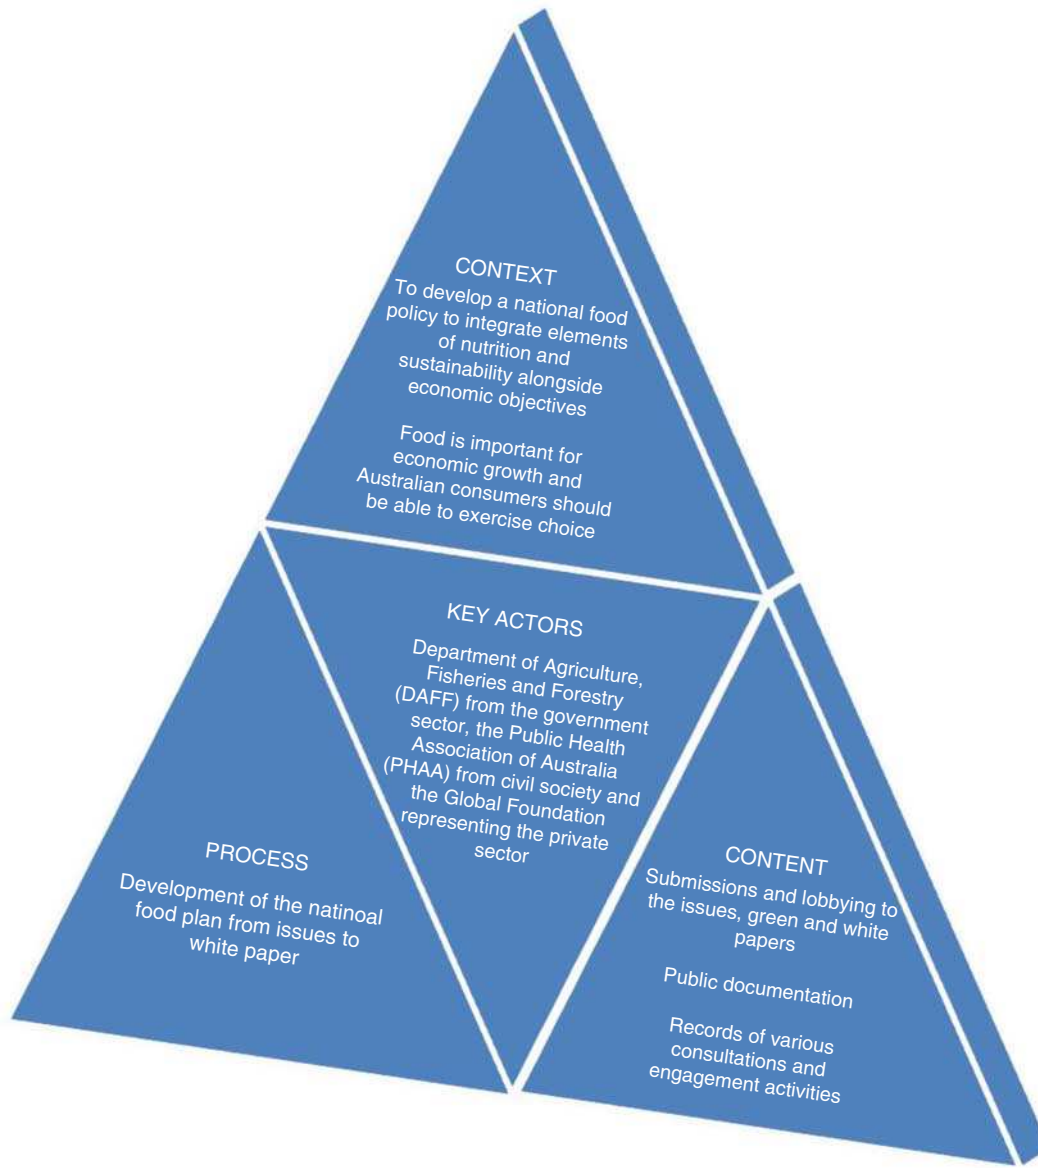 CONTEXT
To develop a national food
policy to integrate elements
of nutrition and
sustainability alongside
economic objectives
Food is important for
economic growth and
Australian consumers should
be able to exercise choice
KEY ACTORS
Department of Agriculture,
Fisheries and Forestry
(DAFF) from the government
sector, the Public Health
Association of Australia
(PHAA) from civil society and
the Global Foundation
representing the private
sector
PROCESS
Development of the natinoal
food plan from issues to
white paper
CONTENT
Submissions and lobbying to
the issues, green and white
papers
Public documentation
Records of various
consultations and
engagement activities